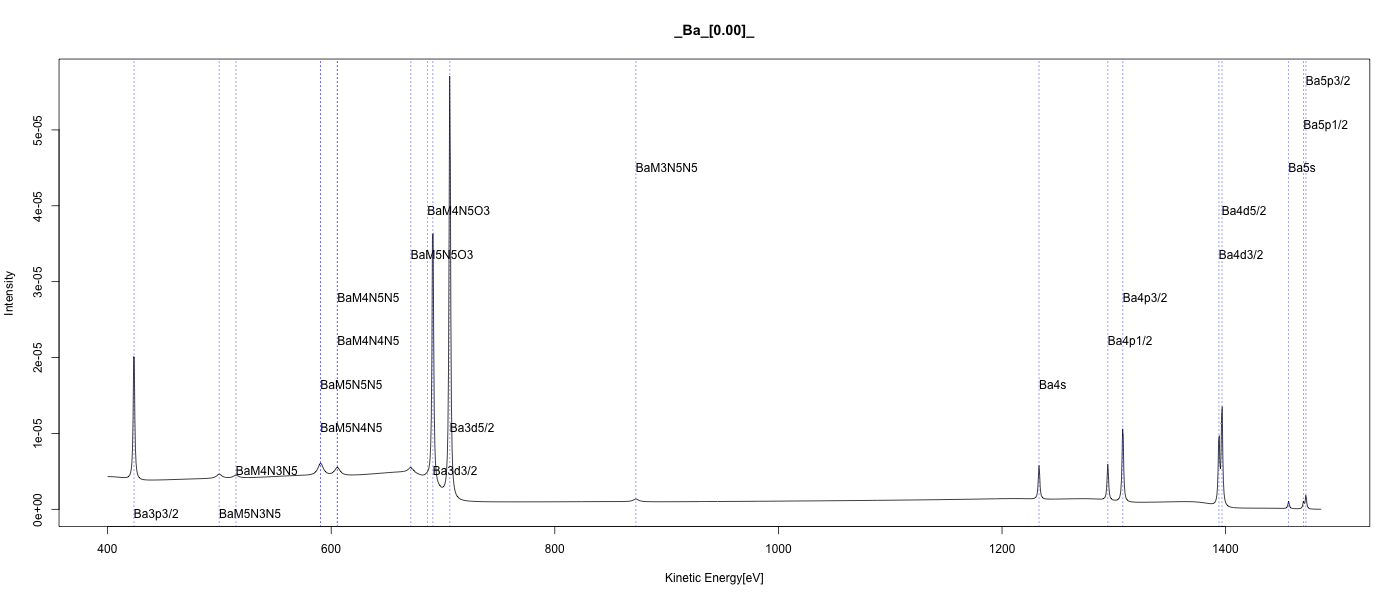 _Ba_[0.00]_
Ba5p3/2
Ba5p1/2
BaM3N5N5
Ba5s
BaM4N5O3
Ba4d5/2
BaM5N5O3
Ba4d3/2
BaM4N5N5
Ba4p3/2
BaM4N4N5
Ba4p1/2
BaM5N5N5
Ba4s
BaM5N4N5
Ba3d5/2
BaM4N3N5
Ba3d3/2
Ba3p3/2
BaM5N3N5
Intensity
0e+00
1e-05
2e-05
3e-05
4e-05
5e-05
400
600
800
1000
1200
1400
Kinetic Energy[eV]